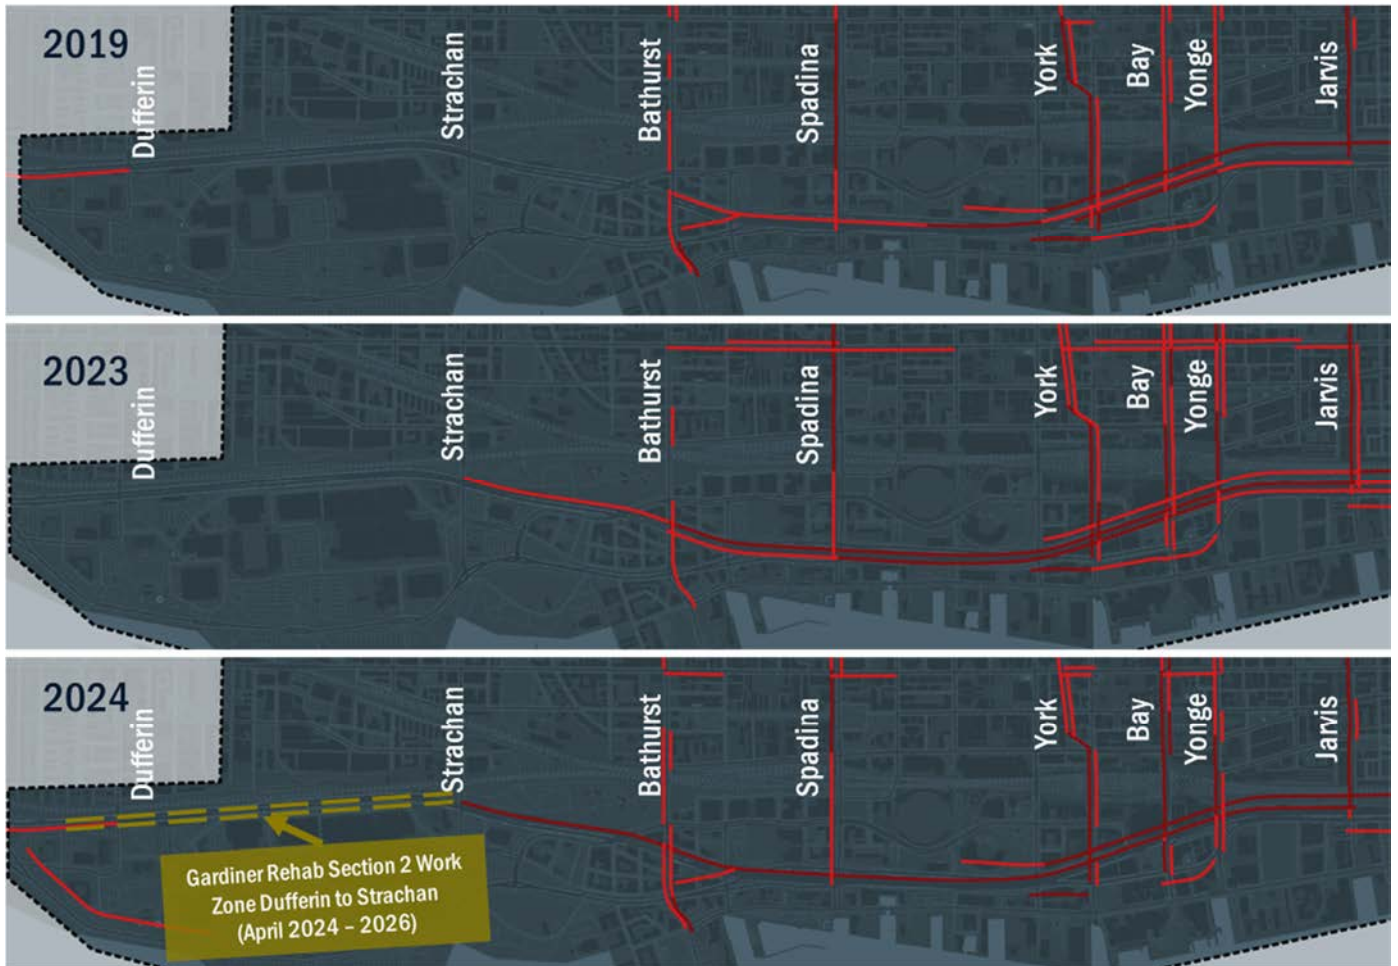 2019
Dufferin
Strachan
Bathurst
Spadina
York
Bay
Yonge
Jarvis
2023
Dufferin
Strachan
Bathurst
Spadina
York
Bay
Yonge
Jarvis
2024
Dufferin
Strachan
Bathurst
Spadina
York
Bay
Yonge
Jarvis
Gardiner Rehab Section 2 Work
Zone Dufferin to Strachan
(April 2024 – 2026)